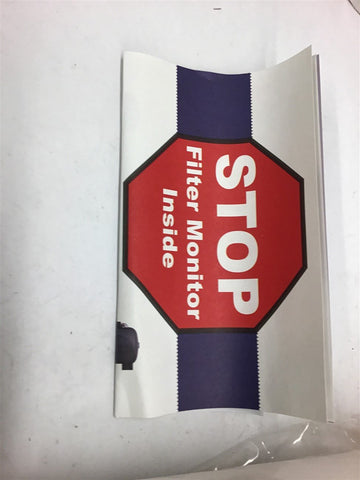 STOP
Filter Monitor
Inside